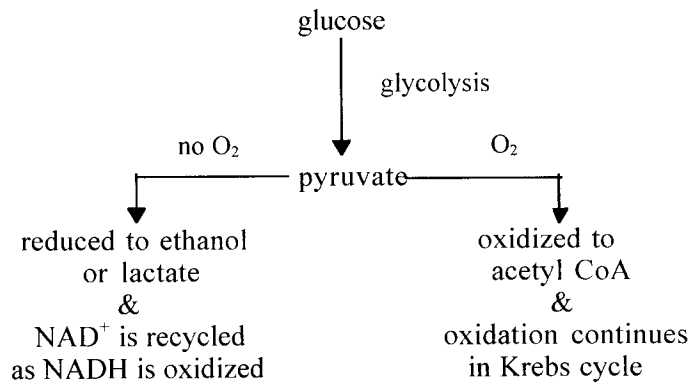 glucose
glycolysis
no O₂
O₂
pyruvate
reduced to ethanol
or lactate
&
NAD⁺ is recycled
as NADH is oxidized
oxidized to
acetyl CoA
&
oxidation continues
in Krebs cycle